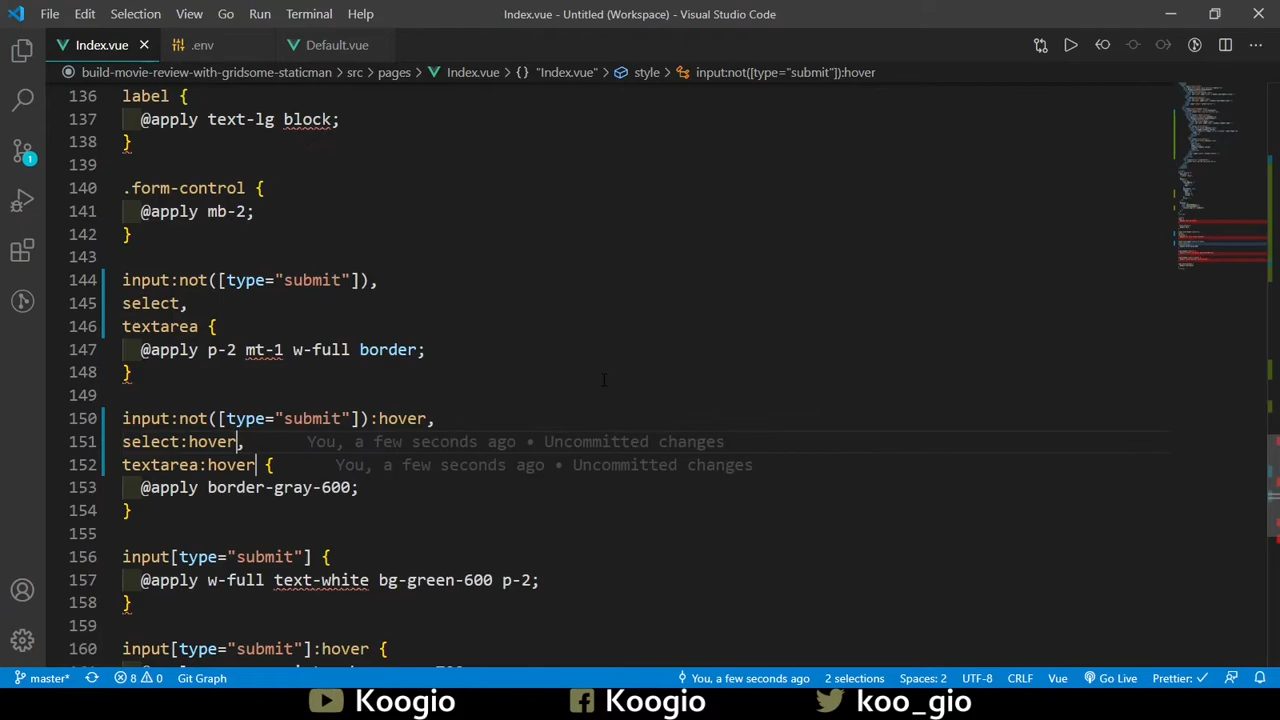 File Edit Selection View Go Run Terminal Help Index.vue - Untitled (Workspace) - Visual Studio Code
Index.vue .env Default.vue
build-movie-review-with-gridsome-staticman > src > pages > Index.vue > {} "Index.vue" > style > input:not([type="submit"]):hover
136 label {
137 @apply text-lg block;
138 }
139
140 .form-control {
141 @apply mb-2;
142 }
143
144 input:not([type="submit"]),
145 select,
146 textarea {
147 @apply p-2 mt-1 w-full border;
148 }
149
150 input:not([type="submit"]):hover,
151 select:hover, You, a few seconds ago • Uncommitted changes
152 textarea:hover { You, a few seconds ago • Uncommitted changes
153 @apply border-gray-600;
154 }
155
156 input[type="submit"] {
157 @apply w-full text-white bg-green-600 p-2;
158 }
159
160 input[type="submit"]:hover {
1
master* 8 0 Git Graph You, a few seconds ago 2 selections Spaces: 2 UTF-8 CRLF Vue Go Live Prettier: ✓
Koogio Koogio koo_gio